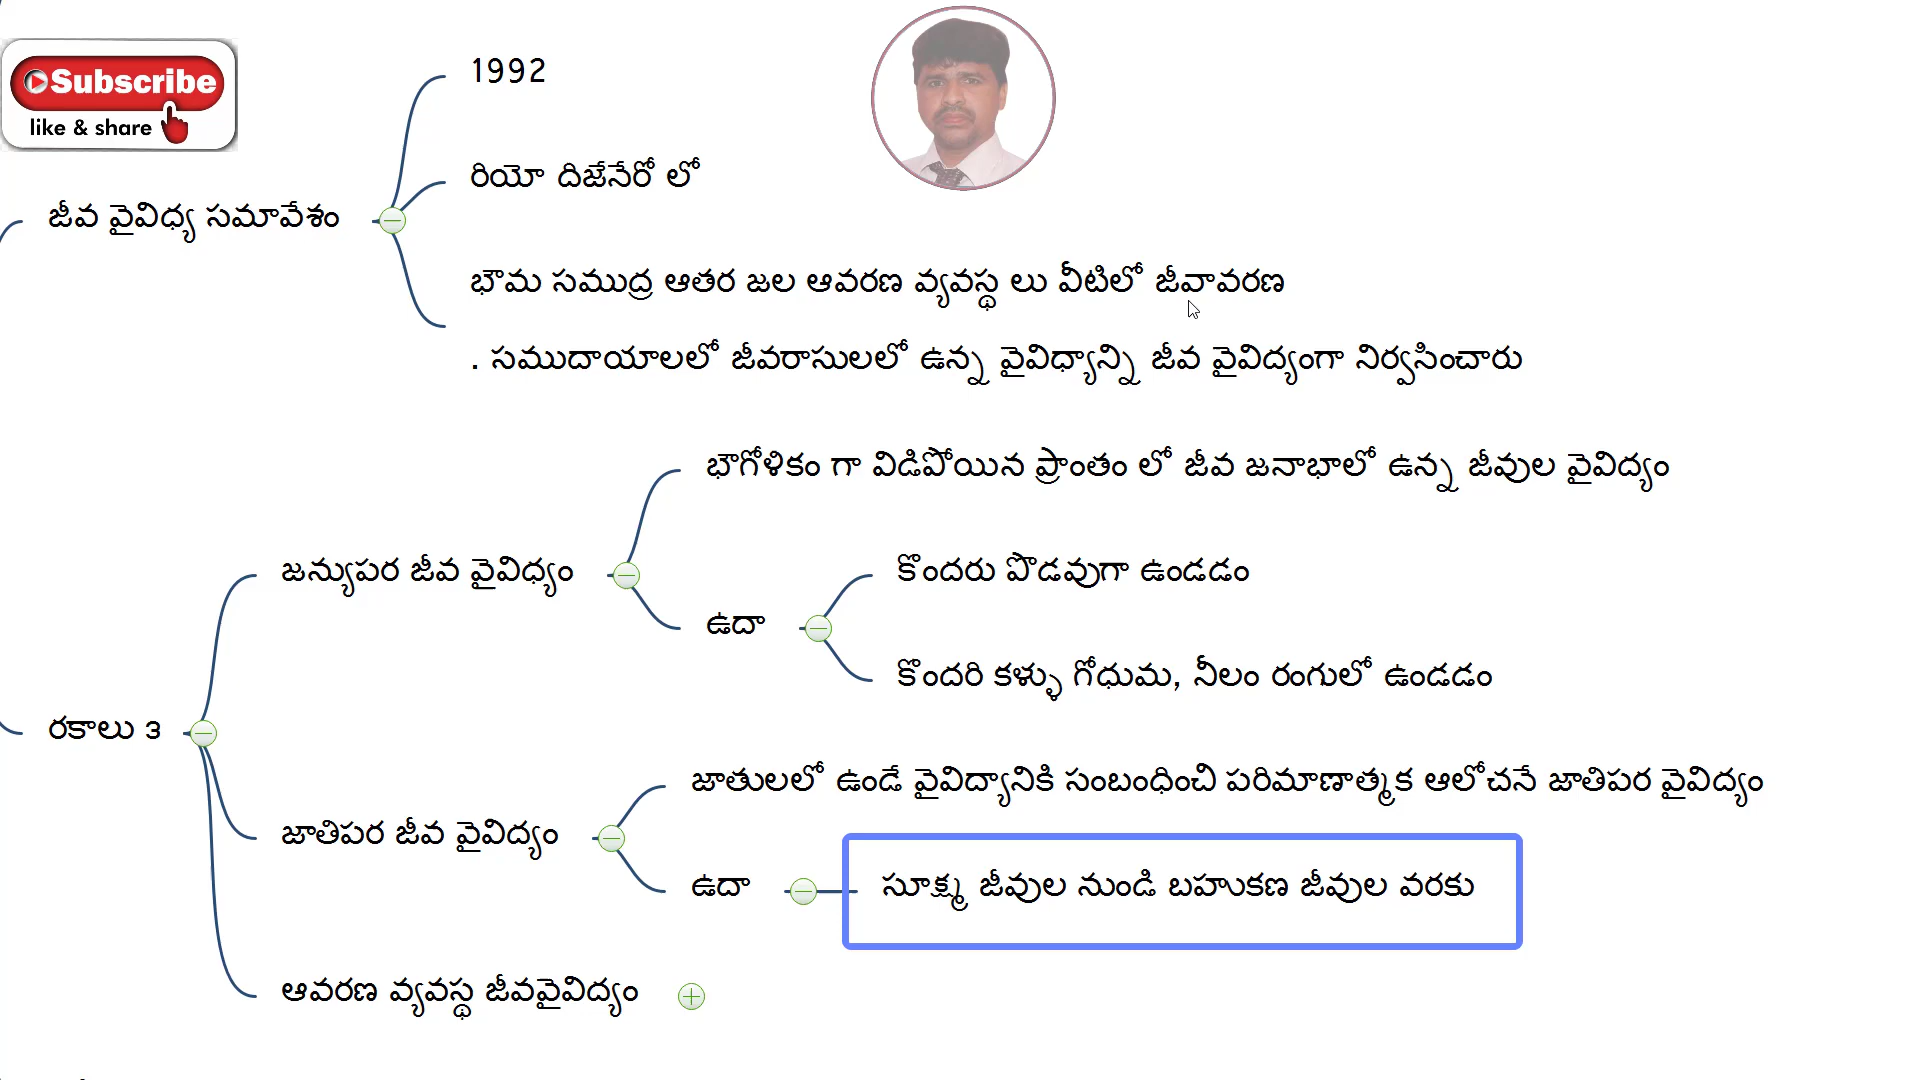 Subscribe
like & share
1992
రియో దిజేనేరో లో
జీవ వైవిధ్య సమావేశం
భౌమ సముద్ర ఆతర జల ఆవరణ వ్యవస్థ లు వీటిలో జీవావరణ
. సముదాయాలలో జీవరాసులలో ఉన్న వైవిధ్యాన్ని జీవ వైవిద్యంగా నిర్వసించారు
భౌగోళికం గా విడిపోయిన ప్రాంతం లో జీవ జనాభాలో ఉన్న జీవుల వైవిద్యం
జన్యుపర జీవ వైవిధ్యం
కొందరు పొడవుగా ఉండడం
ఉదా
కొందరి కళ్ళు గోధుమ, నీలం రంగులో ఉండడం
రకాలు ౩
జాతులలో ఉండే వైవిద్యానికి సంబంధించి పరిమాణాత్మక ఆలోచనే జాతిపర వైవిద్యం
జాతిపర జీవ వైవిద్యం
ఉదా
సూక్ష్మ జీవుల నుండి బహుకణ జీవుల వరకు
ఆవరణ వ్యవస్థ జీవవైవిద్యం